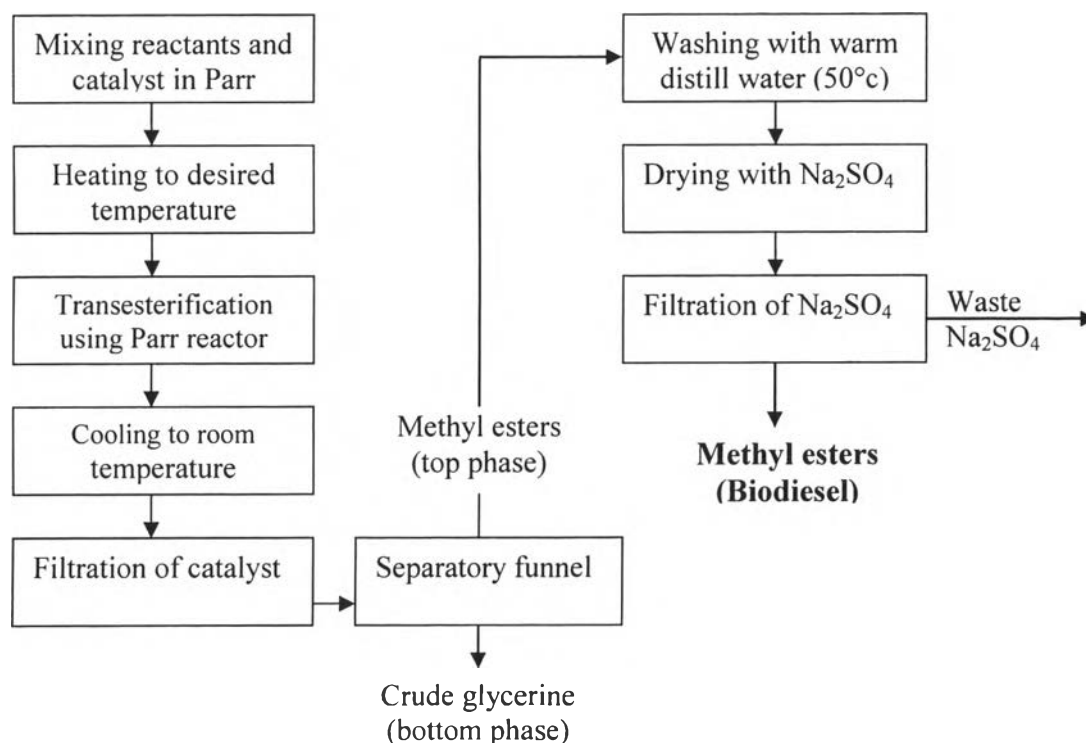 Mixing reactants and
catalyst in Parr
Heating to desired
temperature
Transesterification
using Parr reactor
Cooling to room
temperature
Filtration of catalyst
Separatory funnel
Crude glycerine
(bottom phase)
Methyl esters
(top phase)
Washing with warm
distill water (50°c)
Drying with Na₂SO₄
Filtration of Na₂SO₄
Waste
Na₂SO₄
Methyl esters
(Biodiesel)